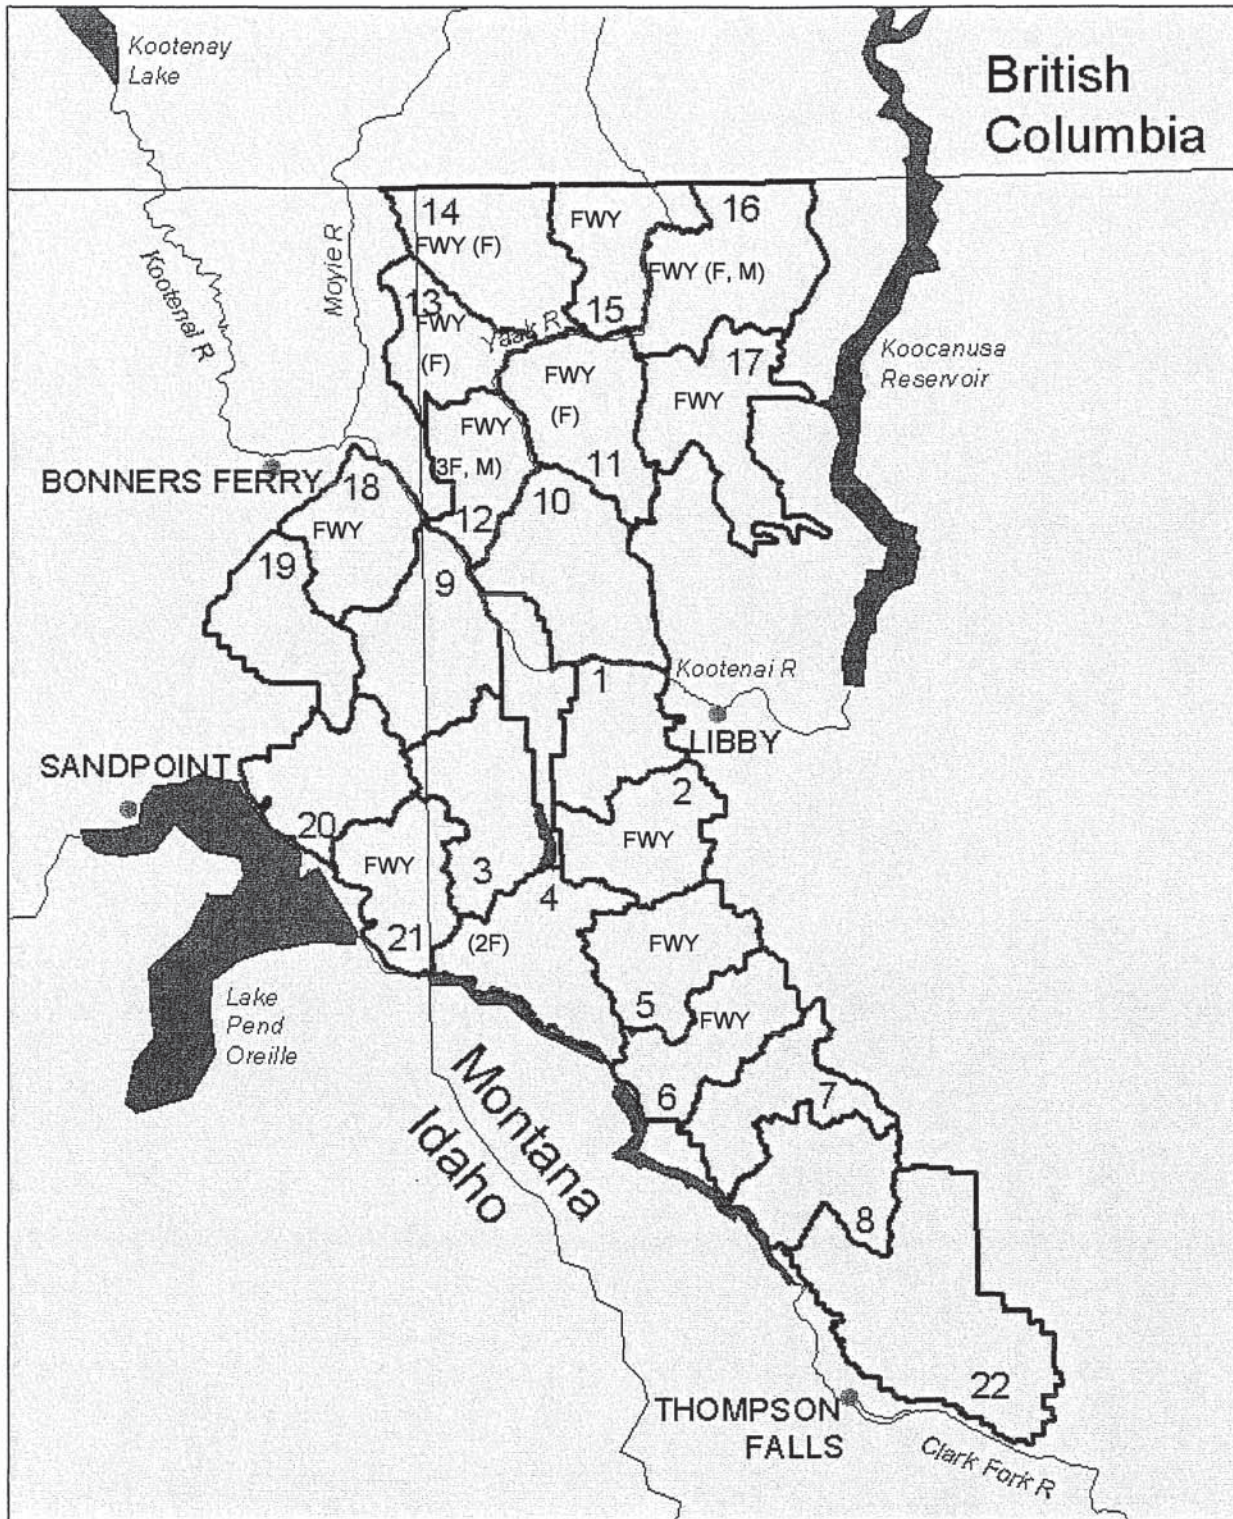 Kootenay
Lake
British
Columbia
14
FWY
16
FWY (F)
FWY (F, M)
Moyie R
Kootenai R
13
FWY
(F)
Yaak R
15
17
FWY
(F)
FWY
Koocanusa
Reservoir
FWY
3F, M)
BONNERS FERRY
18
FWY
12
10
11
19
9
1
Kootenai R
LIBBY
SANDPOINT
2
20
FWY
FWY
3
4
21
(2F)
FWY
5
FWY
Lake
Pend
Oreille
Montana
Idaho
6
7
8
22
THOMPSON
FALLS
Clark Fork R